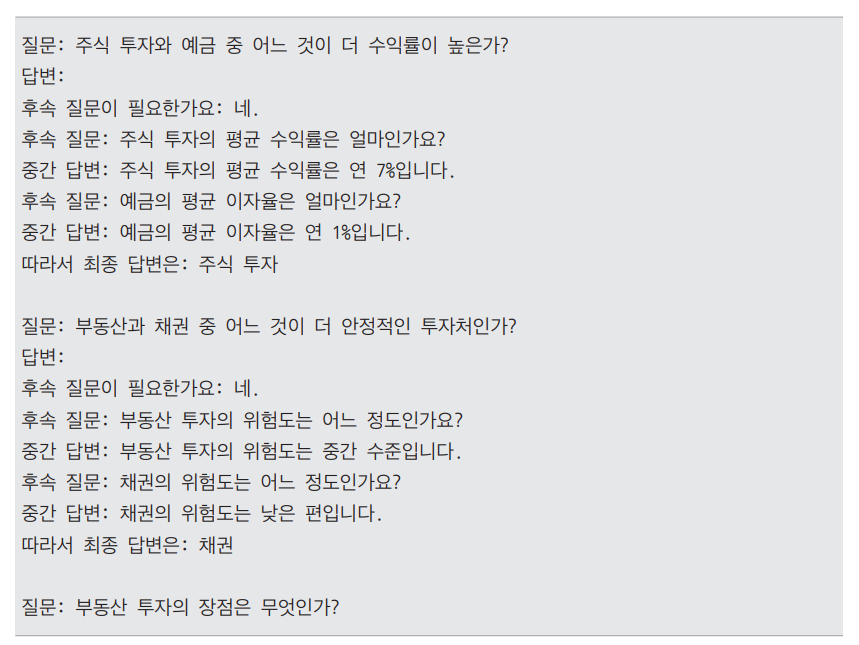 질문: 주식 투자와 예금 중 어느 것이 더 수익률이 높은가?
답변:
후속 질문이 필요한가요: 네.
후속 질문: 주식 투자의 평균 수익률은 얼마인가요?
중간 답변: 주식 투자의 평균 수익률은 연 7%입니다.
후속 질문: 예금의 평균 이자율은 얼마인가요?
중간 답변: 예금의 평균 이자율은 연 1%입니다.
따라서 최종 답변은: 주식 투자

질문: 부동산과 채권 중 어느 것이 더 안정적인 투자처인가?
답변:
후속 질문이 필요한가요: 네.
후속 질문: 부동산 투자의 위험도는 어느 정도인가요?
중간 답변: 부동산 투자의 위험도는 중간 수준입니다.
후속 질문: 채권의 위험도는 어느 정도인가요?
중간 답변: 채권의 위험도는 낮은 편입니다.
따라서 최종 답변은: 채권

질문: 부동산 투자의 장점은 무엇인가?